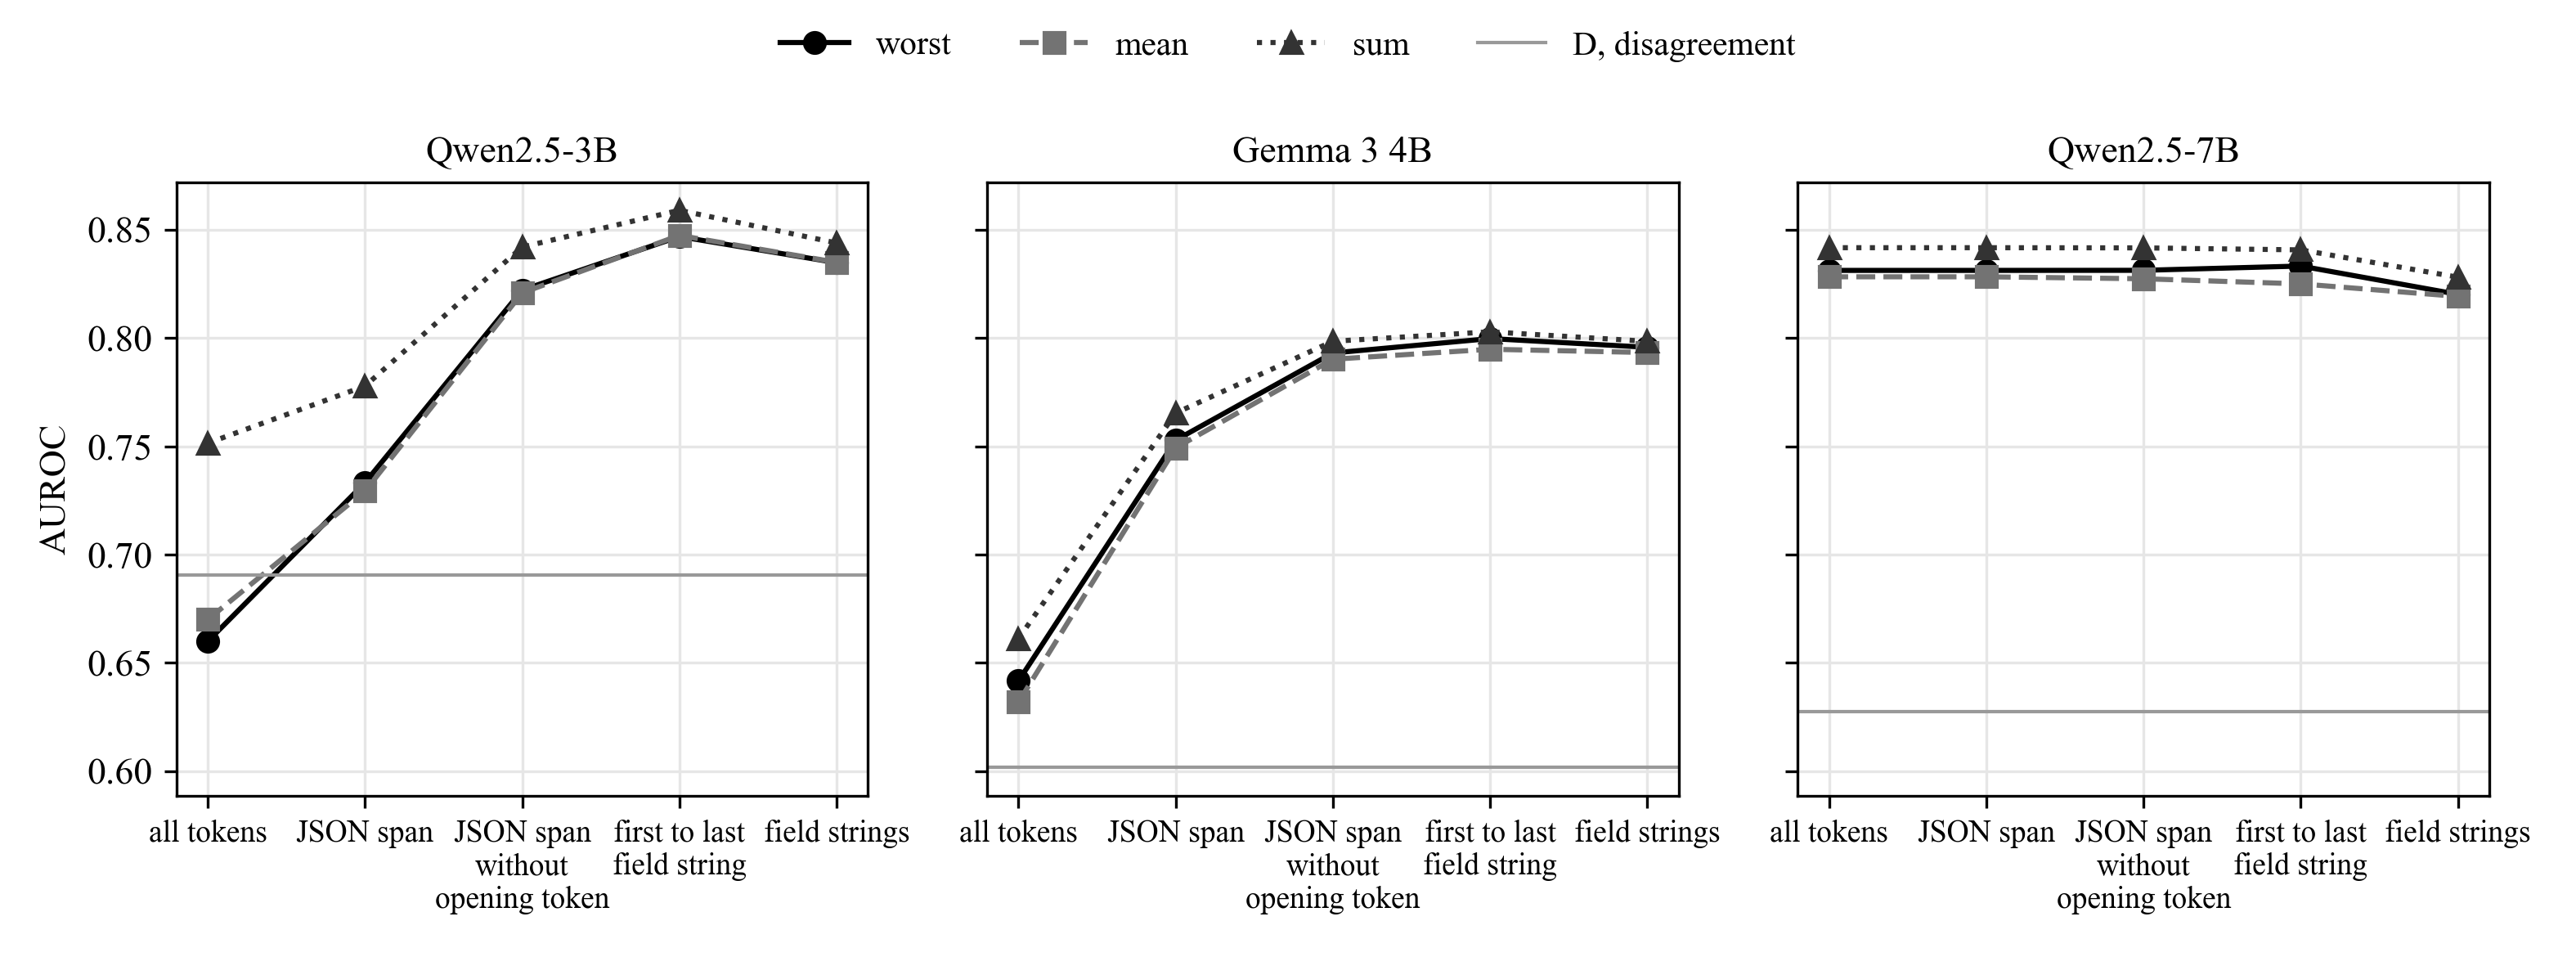 worst mean sum D, disagreement
Qwen2.5-3B Gemma 3 4B Qwen2.5-7B
AUROC
0.85
0.80
0.75
0.70
0.65
0.60
all tokens JSON span JSON span first to last field strings all tokens JSON span JSON span first to last field strings all tokens JSON span JSON span first to last field strings
without field string without field string without field string
opening token opening token opening token